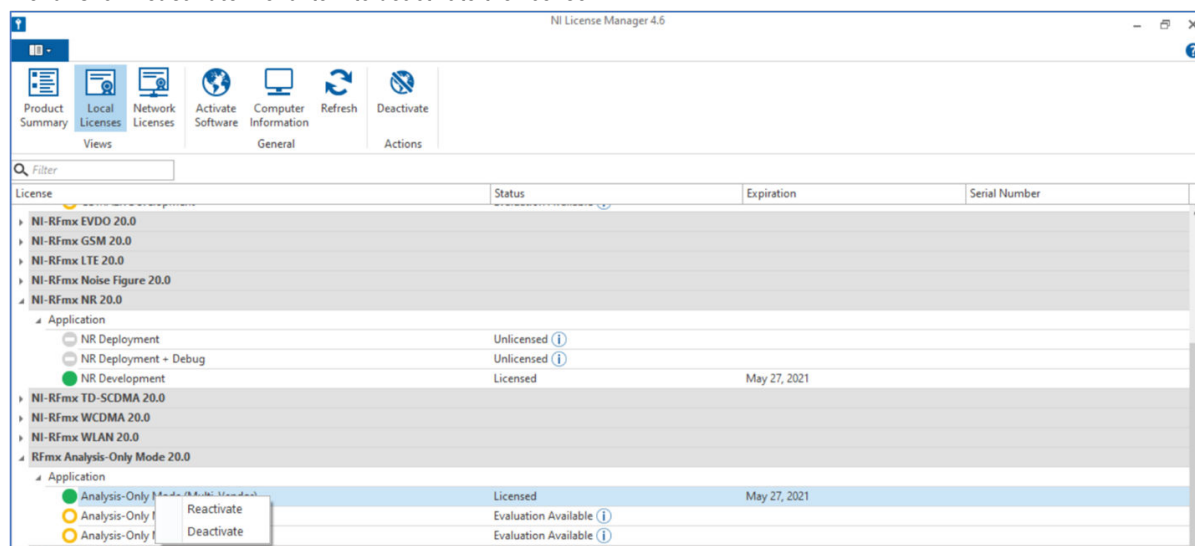 NI License Manager 4.6
Product Summary
Local Licenses
Network Licenses
Activate Software
Computer Information
Refresh
Deactivate
Views
General
Actions
Filter
License Status Expiration Serial Number
NI-RFmx EVDO 20.0
NI-RFmx GSM 20.0
NI-RFmx LTE 20.0
NI-RFmx Noise Figure 20.0
NI-RFmx NR 20.0
Application
NR Deployment Unlicensed
NR Deployment + Debug Unlicensed
NR Development Licensed May 27, 2021
NI-RFmx TD-SCDMA 20.0
NI-RFmx WCDMA 20.0
NI-RFmx WLAN 20.0
RFmx Analysis-Only Mode 20.0
Application
Analysis-Only Mode (Multi-Vendor) Licensed May 27, 2021
Reactivate
Analysis-Only Evaluation Available
Deactivate
Analysis-Only Evaluation Available